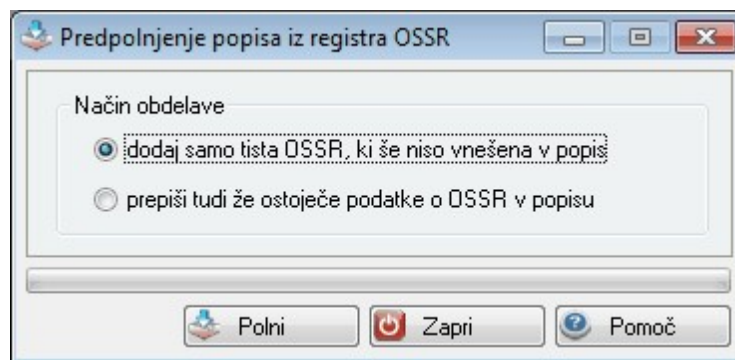 Predpolnjenje popisa iz registra OSSR
Način obdelave
dodaj samo tista OSSR, ki še niso vnešena v popis
prepiši tudi že ostoječe podatke o OSSR v popisu
Polni
Zapri
Pomoč